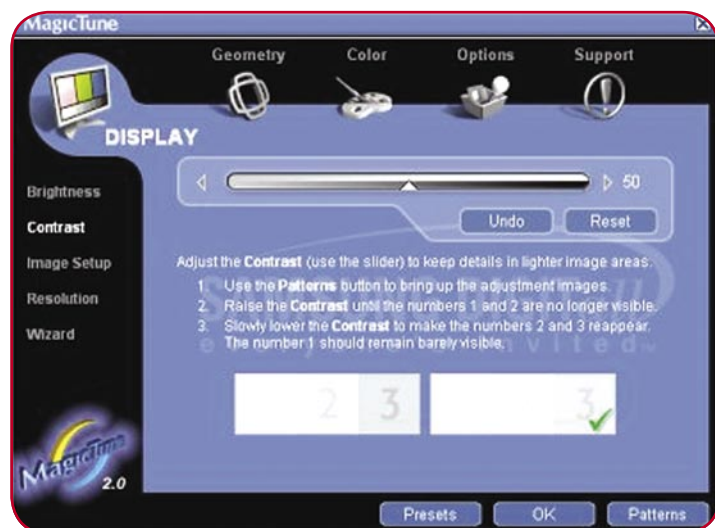 MagicTune
Geometry Color Options Support
DISPLAY
Brightness
Contrast
Image Setup
Resolution
Wizard
50
Undo Reset
Adjust the Contrast (use the slider) to keep details in lighter image areas.
1. Use the Patterns button to bring up the adjustment images.
2. Raise the Contrast until the numbers 1 and 2 are no longer visible.
3. Slowly lower the Contrast to make the numbers 2 and 3 reappear.
The number 1 should remain barely visible.
2 3
3
MagicTune
2.0
Presets OK Patterns